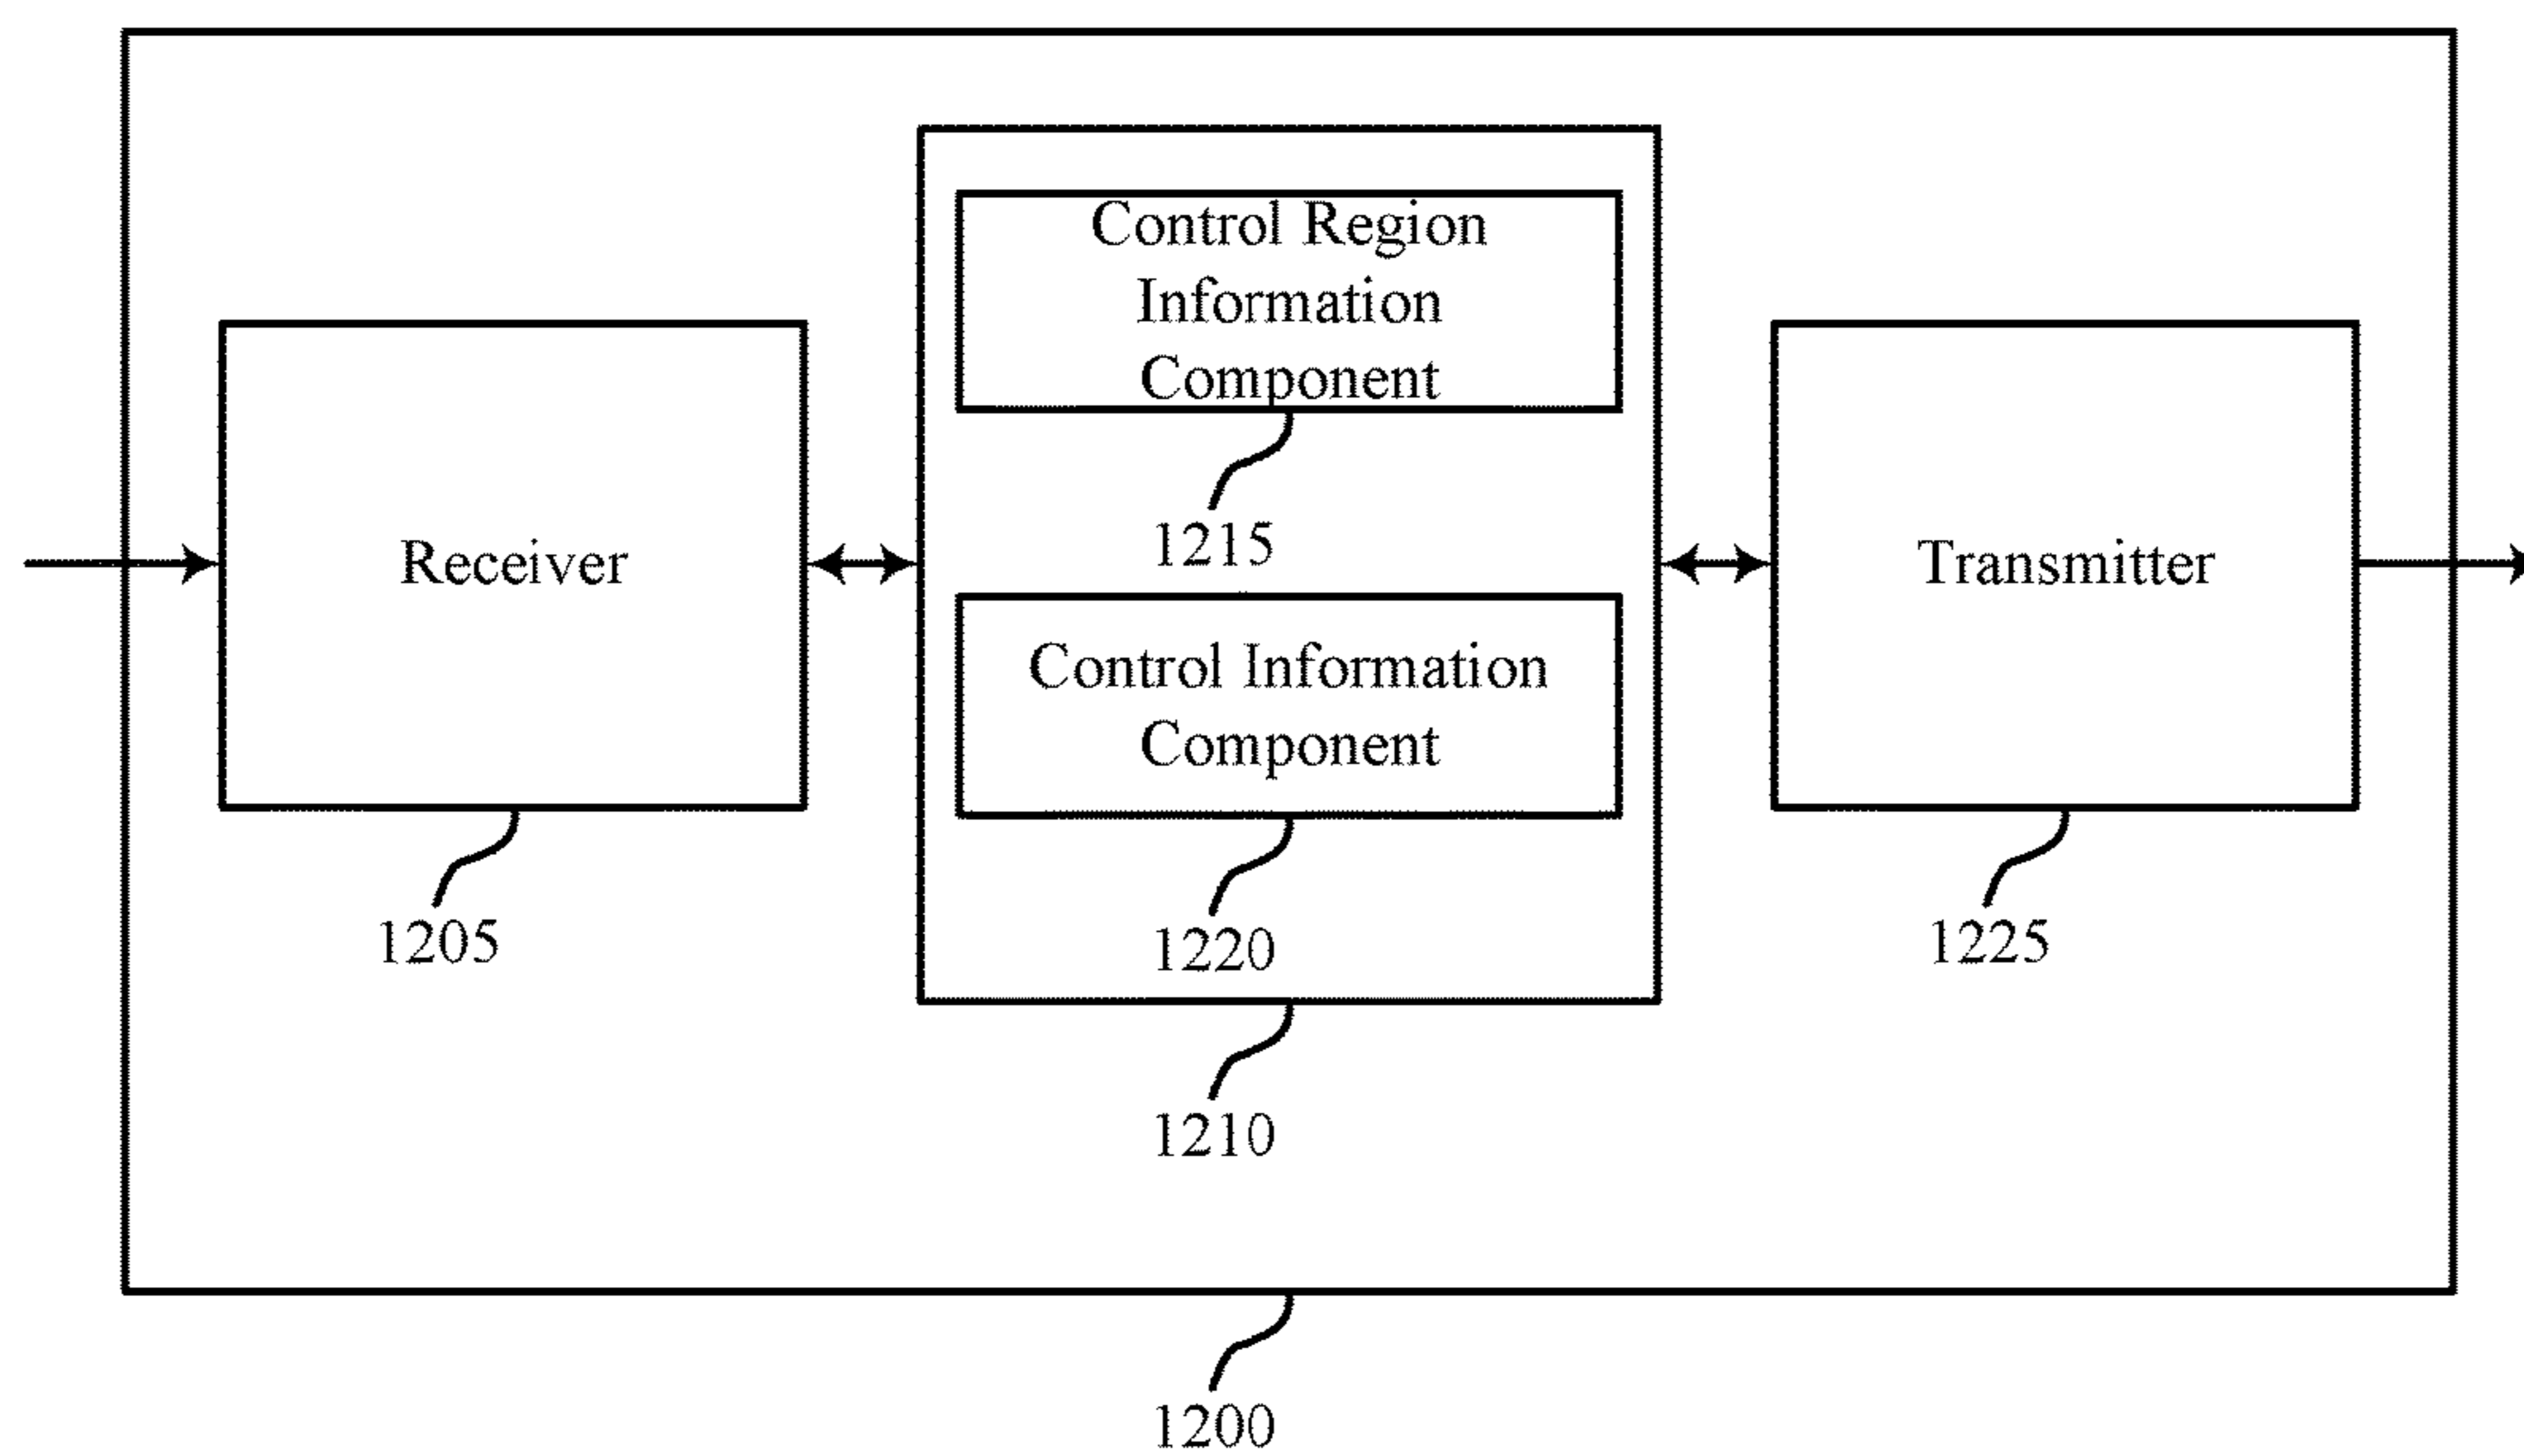 Control Region
Information
Component
1215
Receiver
Transmitter
Control Information
Component
1205
1220
1225
1210
1200